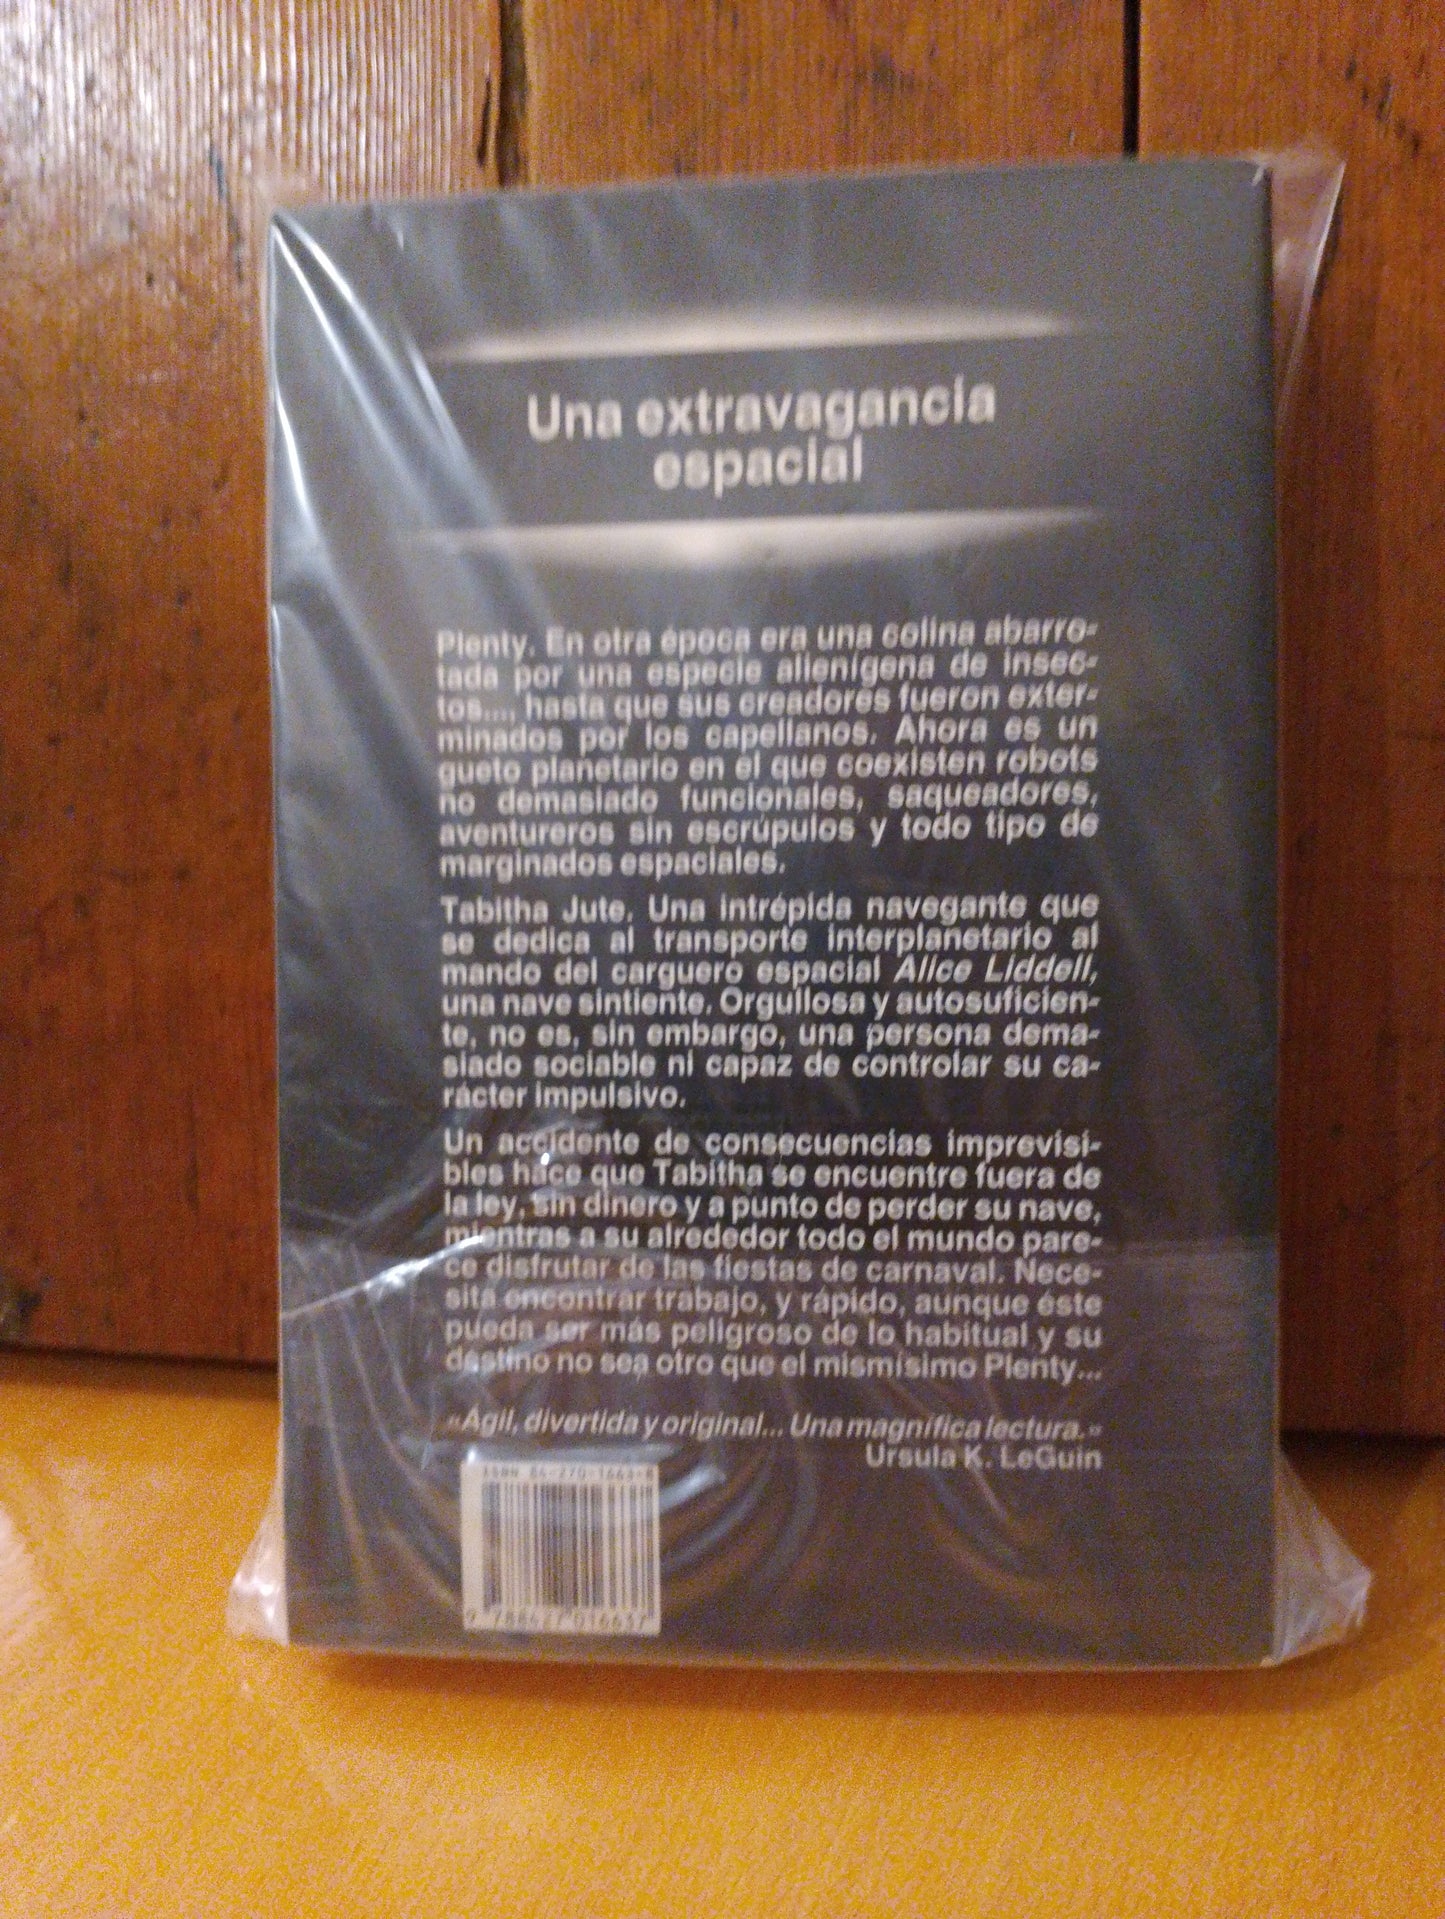 Una extravagancia
espacial
Plenty. En otra época era una colina abarro-
tada por una especie alienígena de insec-
tos..., hasta que sus creadores fueron exter-
minados por los capellanos. Ahora es un
gueto planetario en el que coexisten robots
no demasiado funcionales, saqueadores,
aventureros sin escrúpulos y todo tipo de
marginados espaciales.
Tabitha Jute. Una intrépida navegante que
se dedica al transporte interplanetario al
mando del carguero espacial Alice Liddell,
una nave sintiente. Orgullosa y autosuficien-
te, no es, sin embargo, una persona dema-
siado sociable ni capaz de controlar su ca-
rácter impulsivo.
Un accidente de consecuencias imprevisi-
bles hace que Tabitha se encuentre fuera de
la ley, sin dinero y a punto de perder su nave,
mientras a su alrededor todo el mundo pare-
ce disfrutar de las fiestas de carnaval. Nece-
sita encontrar trabajo, y rápido, aunque éste
pueda ser más peligroso de lo habitual y su
destino no sea otro que el mismísimo Plenty...
«Ágil, divertida y original... Una magnífica lectura.»
Ursula K. LeGuin
ISBN 84-270-1663-8
9 788427 016637